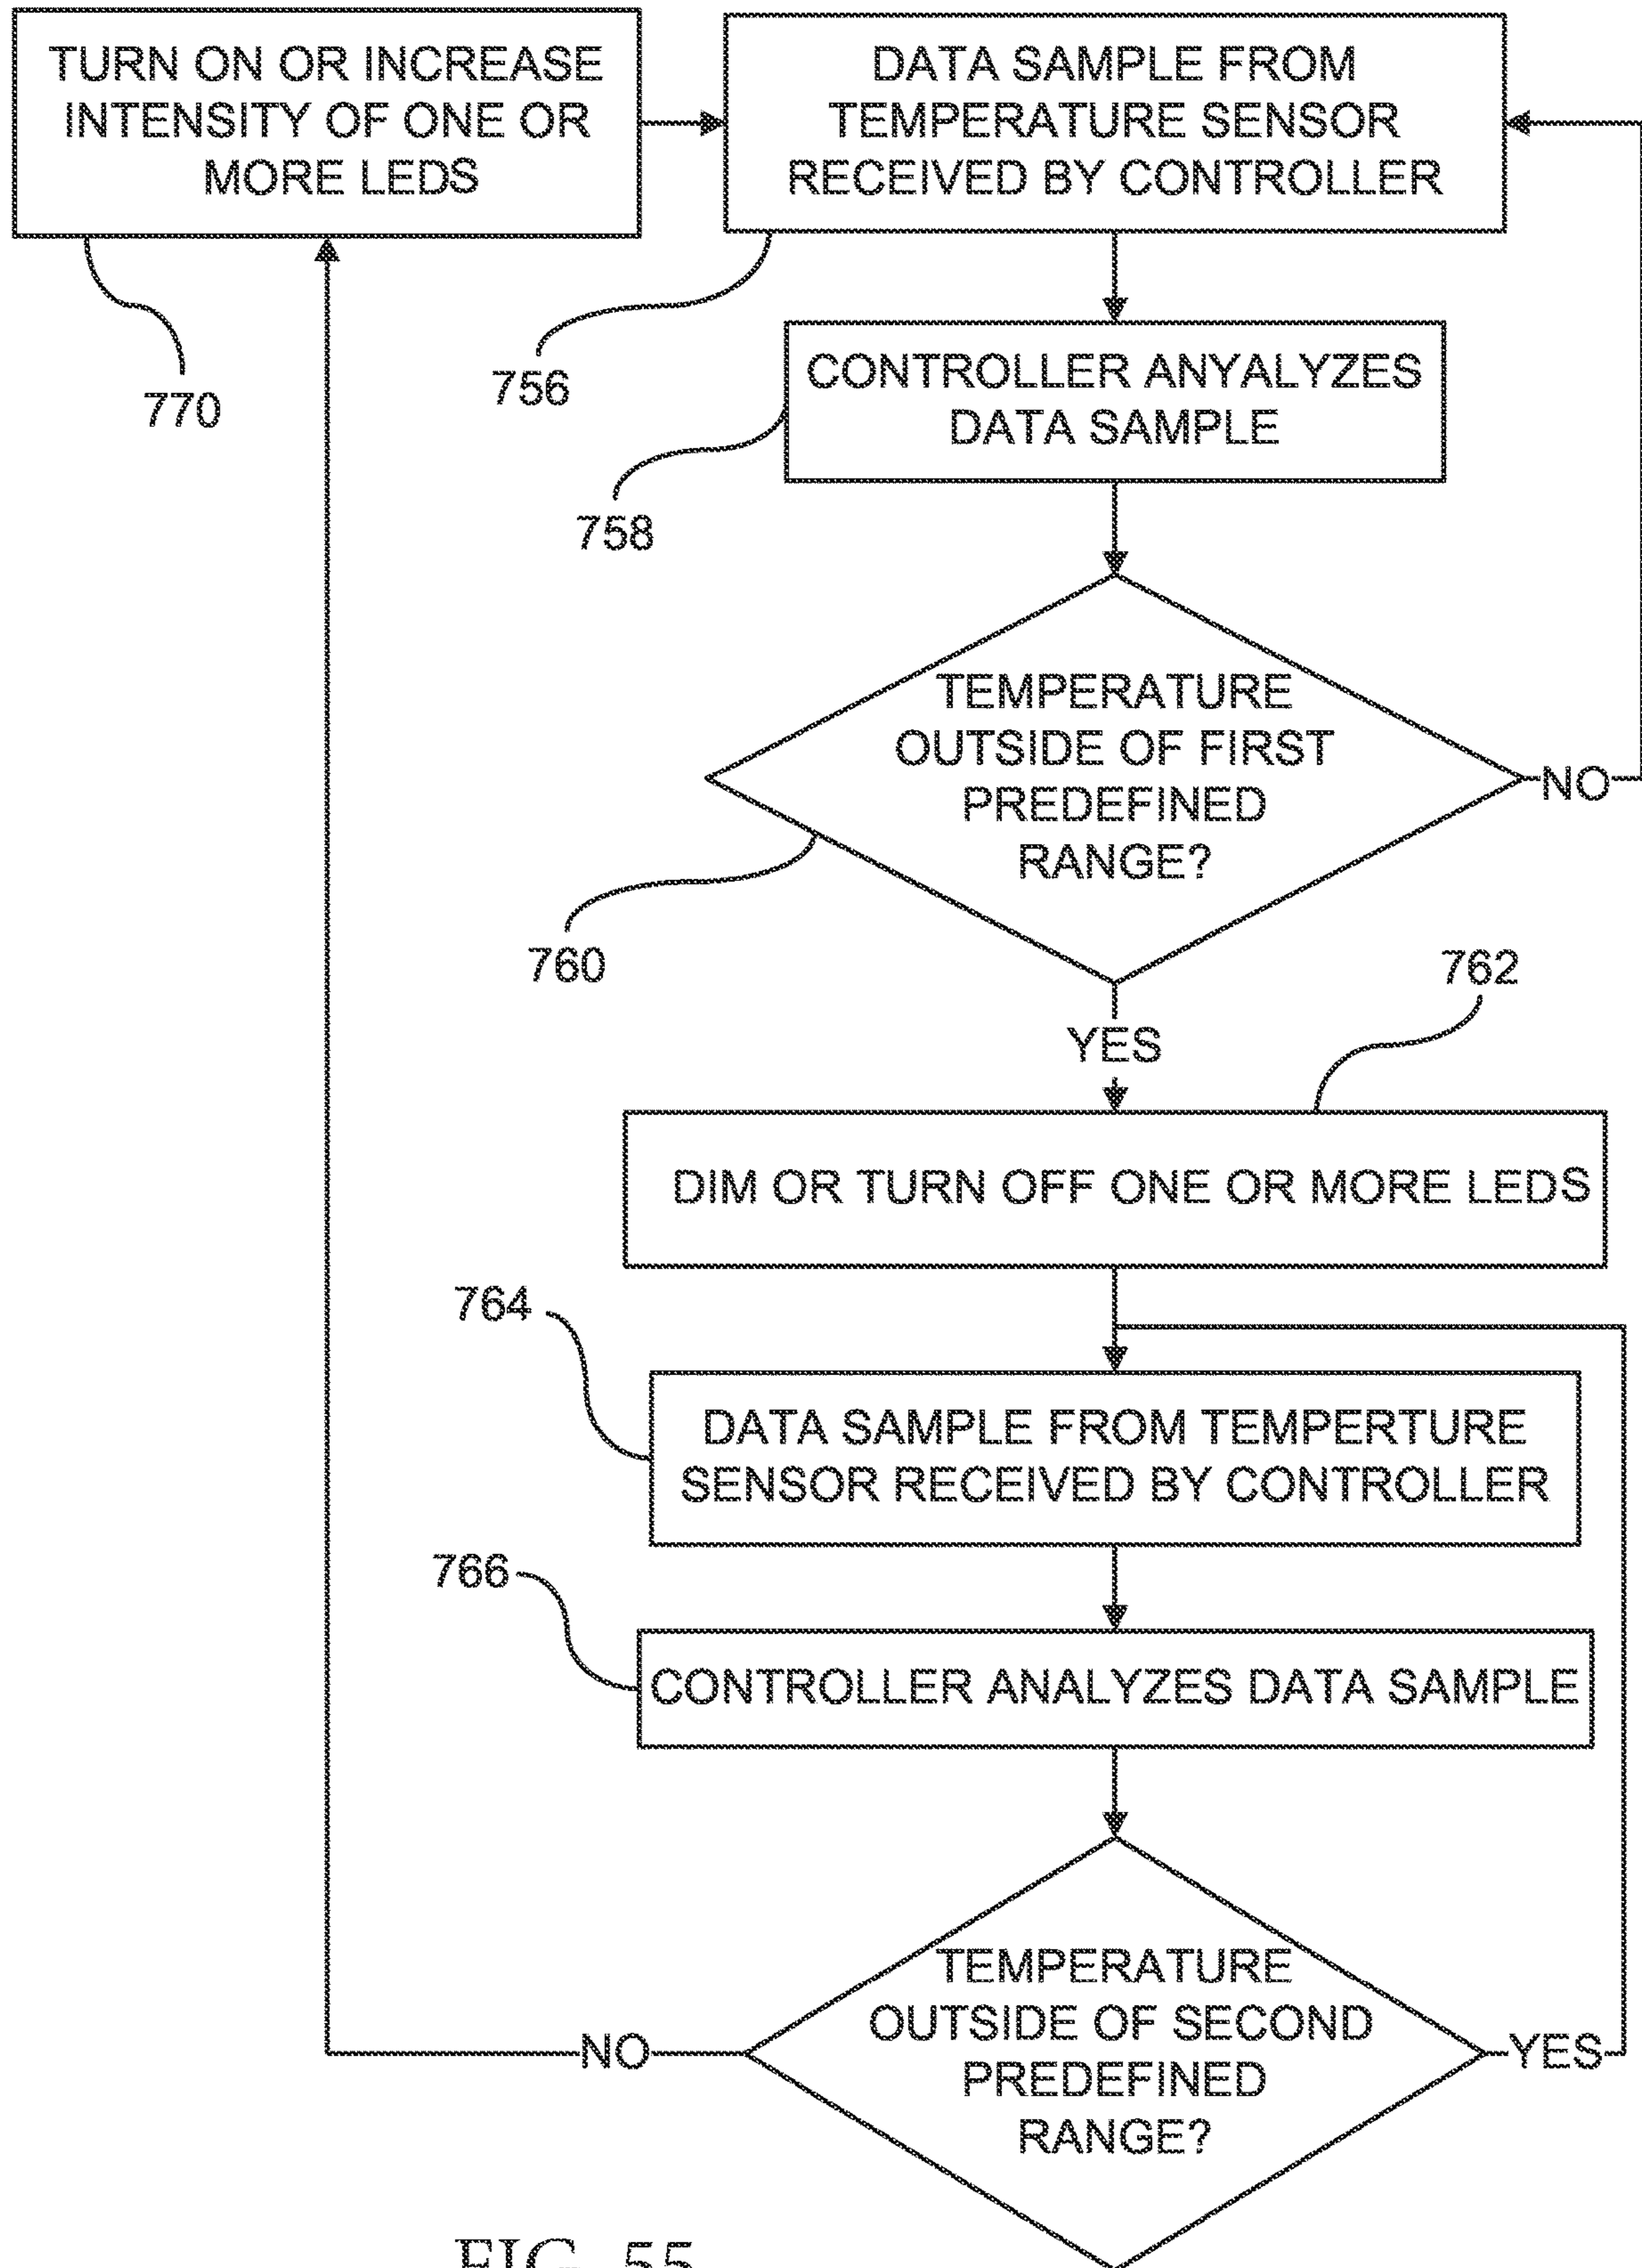 TURN ON OR INCREASE
INTENSITY OF ONE OR
MORE LEDS
770
DATA SAMPLE FROM
TEMPERATURE SENSOR
RECEIVED BY CONTROLLER
756
CONTROLLER ANYALYZES
DATA SAMPLE
758
TEMPERATURE
OUTSIDE OF FIRST
PREDEFINED
RANGE?
NO
760
YES
762
DIM OR TURN OFF ONE OR MORE LEDS
764
DATA SAMPLE FROM TEMPERTURE
SENSOR RECEIVED BY CONTROLLER
766
CONTROLLER ANALYZES DATA SAMPLE
TEMPERATURE
OUTSIDE OF SECOND
PREDEFINED
RANGE?
NO
YES
FIG. 55